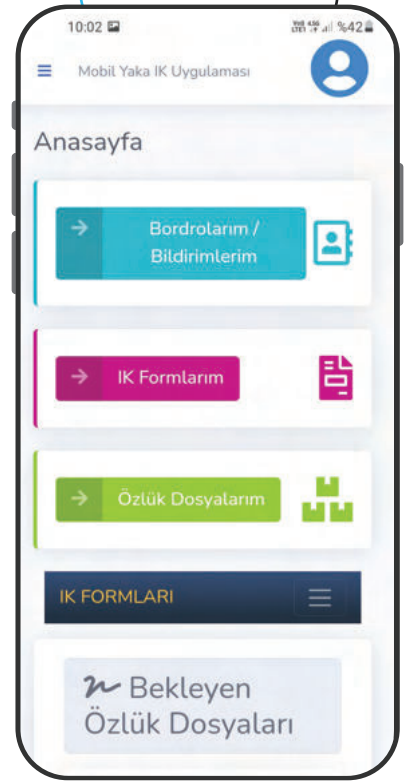 10:02 %42
Mobil Yaka IK Uygulaması
Anasayfa
Bordrolarım /
Bildirimlerim
IK Formlarım
Özlük Dosyalarım
IK FORMLARI
Bekleyen
Özlük Dosyaları